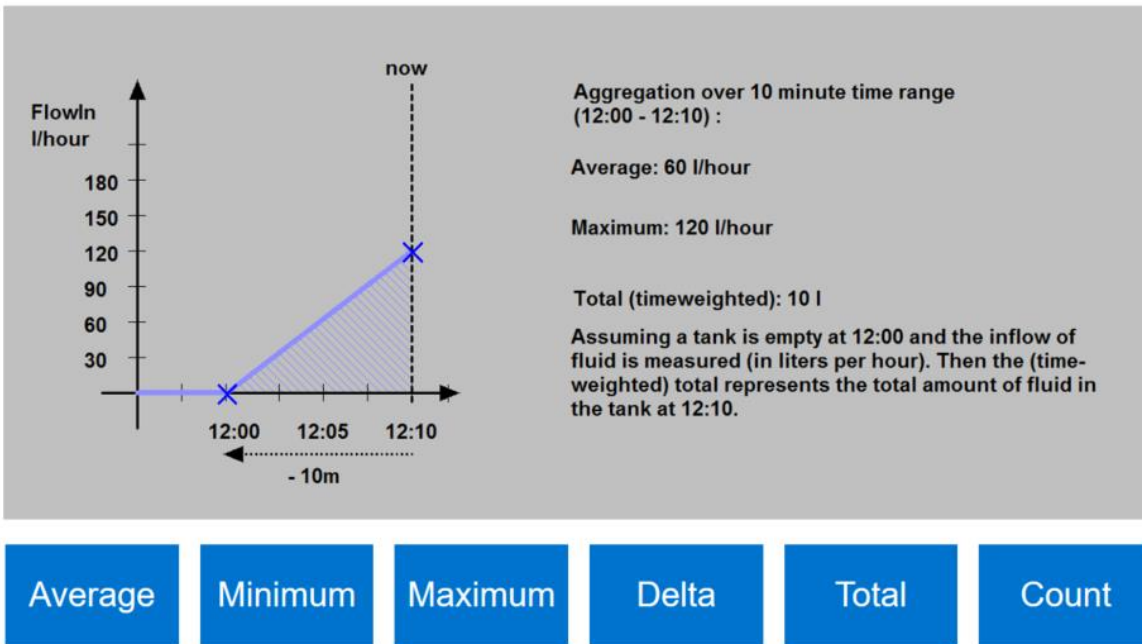 now
FlowIn
l/hour
180
150
120
90
60
30
12:00 12:05 12:10
- 10m
Aggregation over 10 minute time range
(12:00 - 12:10) :
Average: 60 l/hour
Maximum: 120 l/hour
Total (timeweighted): 10 l
Assuming a tank is empty at 12:00 and the inflow of
fluid is measured (in liters per hour). Then the (time-
weighted) total represents the total amount of fluid in
the tank at 12:10.
Average Minimum Maximum Delta Total Count